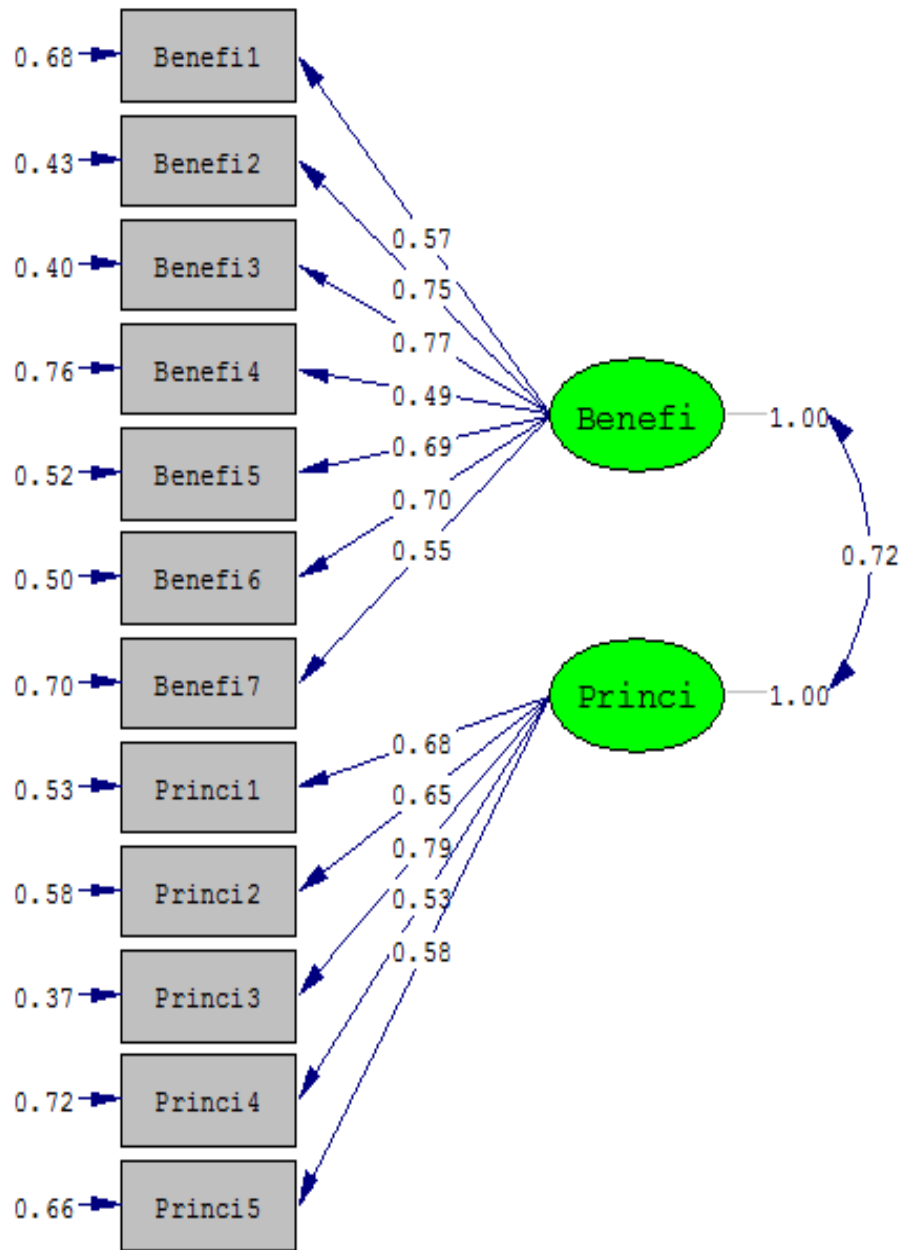 0.68 Benefi1
0.43 Benefi2
0.57
0.40 Benefi3
0.75
0.77
0.76 Benefi4
0.49
Benefi 1.00
0.52 Benefi5
0.69
0.70
0.55
0.72
0.50 Benefi6
0.70 Benefi7
Princi 1.00
0.68
0.53 Princi1
0.65
0.79
0.58 Princi2
0.53
0.58
0.37 Princi3
0.72 Princi4
0.66 Princi5